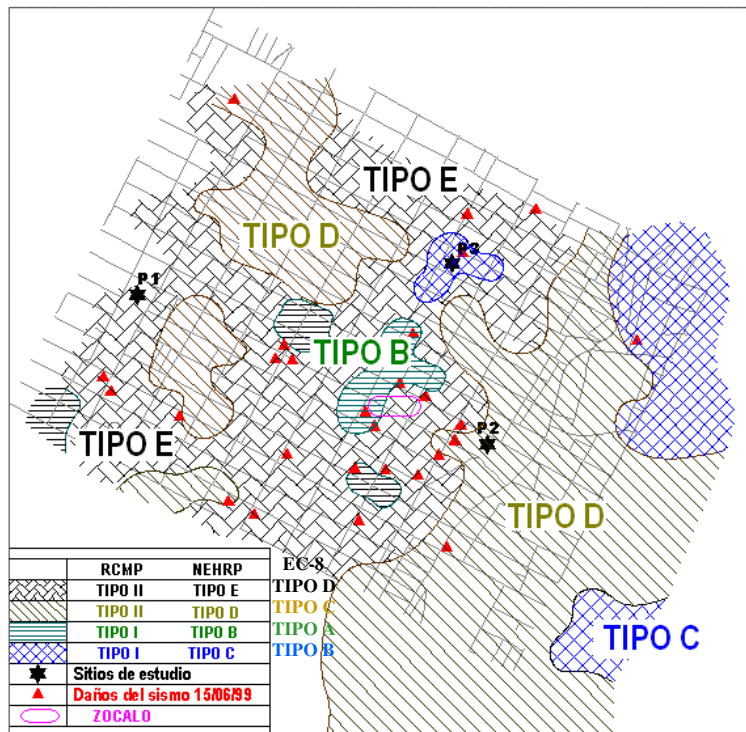 TIPO E
TIPO D
P3
P1
TIPO B
TIPO E
P2
TIPO D
TIPO C
RCMP NEHRP EC-8
TIPO II TIPO E TIPO D
TIPO II TIPO D TIPO C
TIPO I TIPO B TIPO A
TIPO I TIPO C TIPO B
Sitios de estudio
Daños del sismo 15/06/99
ZOCALO